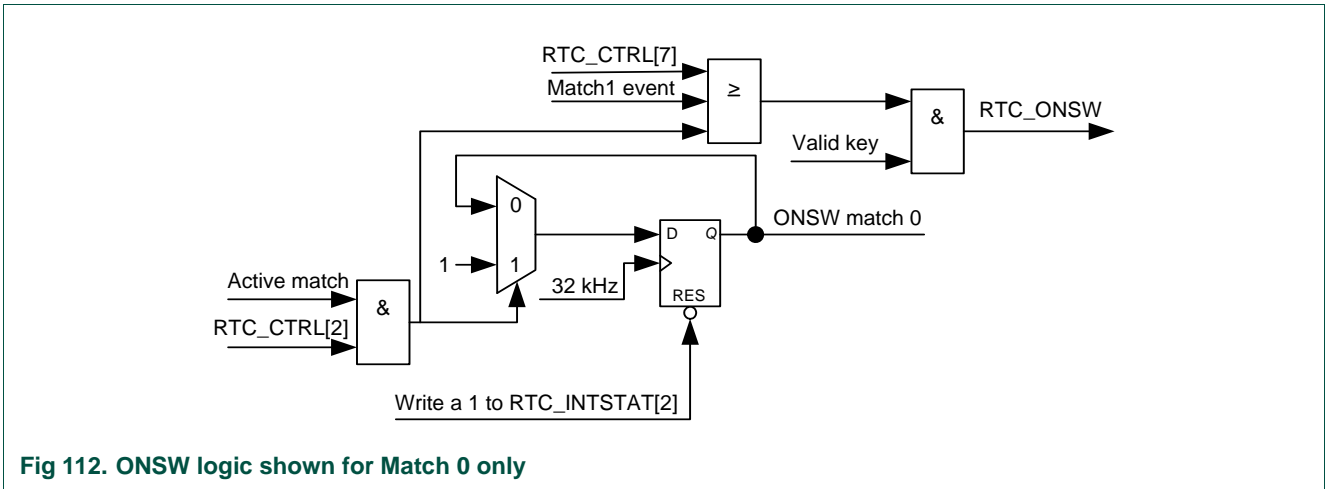 RTC_CTRL[7]
Match1 event
≥
&
RTC_ONSW
Valid key
0
D Q
ONSW match 0
1
1
Active match
32 kHz
&
RES
RTC_CTRL[2]
Write a 1 to RTC_INTSTAT[2]
Fig 112. ONSW logic shown for Match 0 only